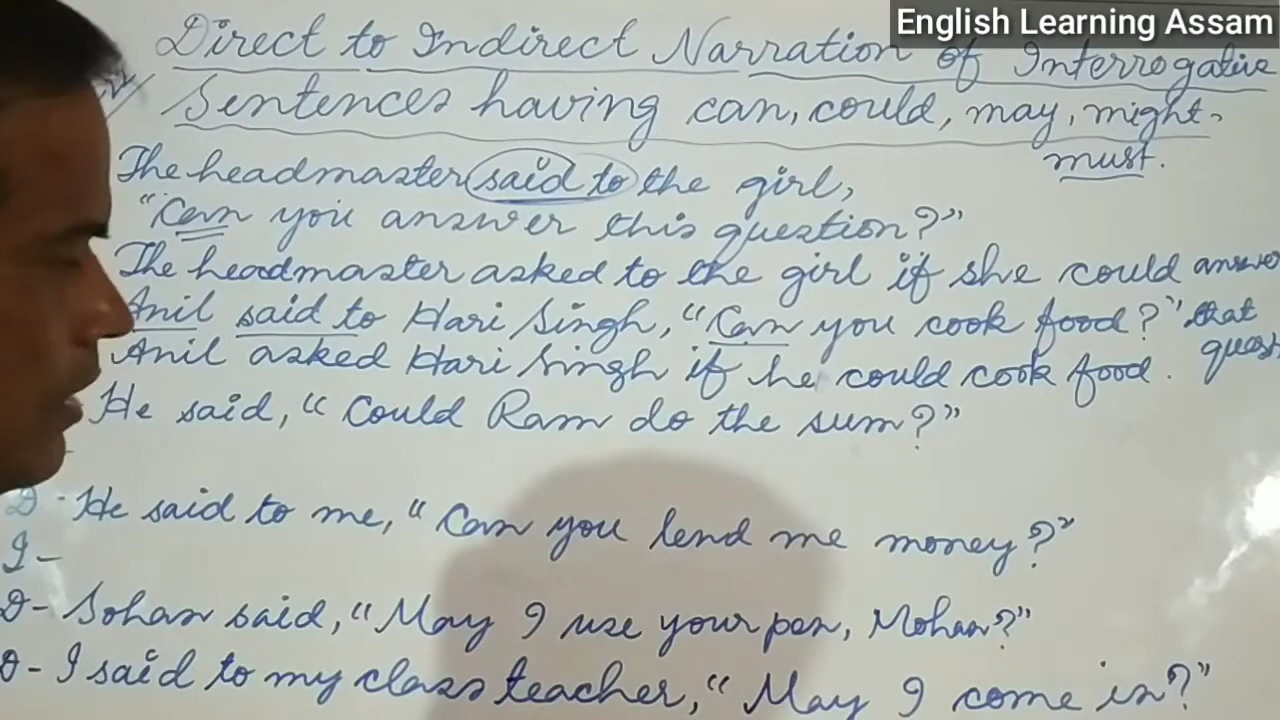 English Learning Assam
Direct to Indirect Narration of Interrogative
Sentences having can, could, may, might,
must.
The headmaster said to the girl,
"Can you answer this question?"
The headmaster asked to the girl if she could answer
that
Anil said to Hari Singh, "Can you cook food?"
Anil asked Hari Singh if he could cook food.
He said, "Could Ram do the sum?"
D - He said to me, "Can you lend me money?"
I -
D - Sohan said, "May I use your pen, Mohan?"
D - I said to my class teacher, "May I come in?"